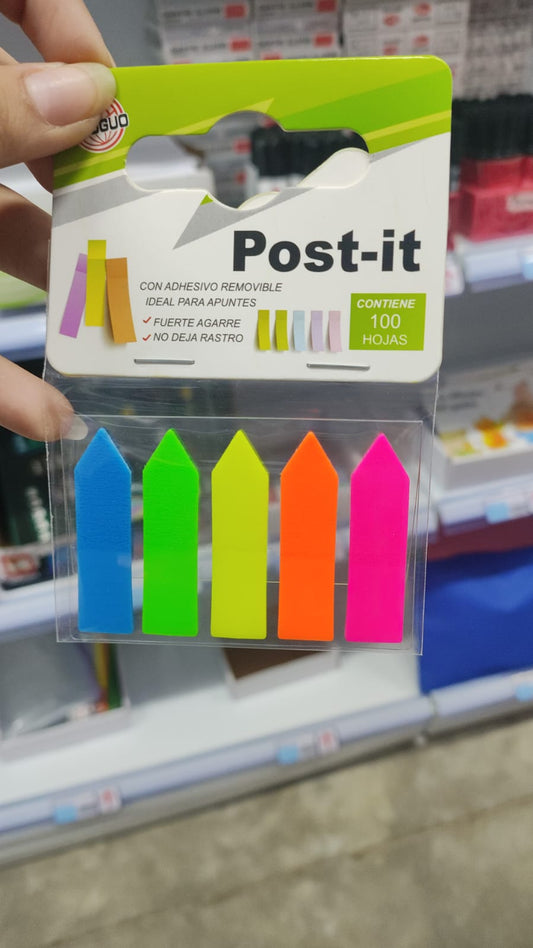 Post-it
CON ADHESIVO REMOVIBLE
IDEAL PARA APUNTES
FUERTE AGARRE
NO DEJA RASTRO
CONTIENE
100
HOJAS